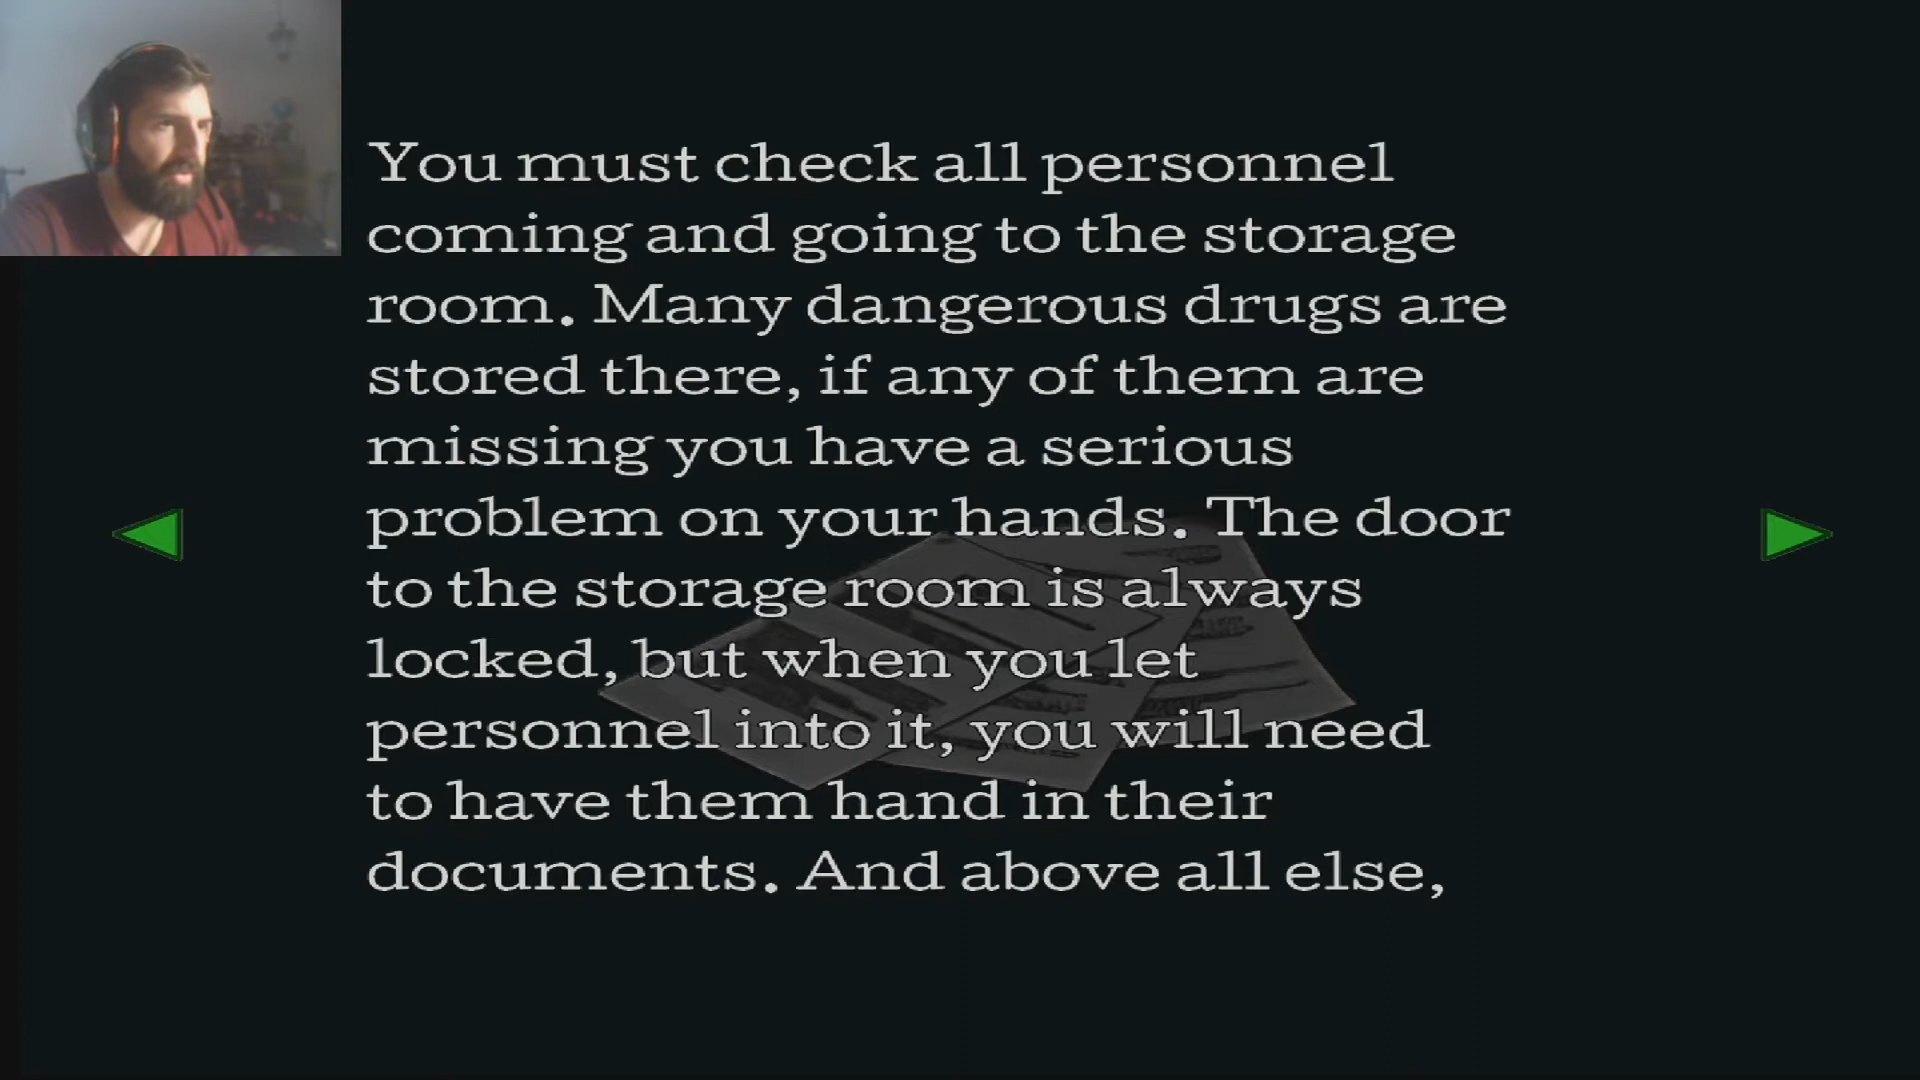 You must check all personnel
coming and going to the storage
room. Many dangerous drugs are
stored there, if any of them are
missing you have a serious
problem on your hands. The door
to the storage room is always
locked, but when you let
personnel into it, you will need
to have them hand in their
documents. And above all else,